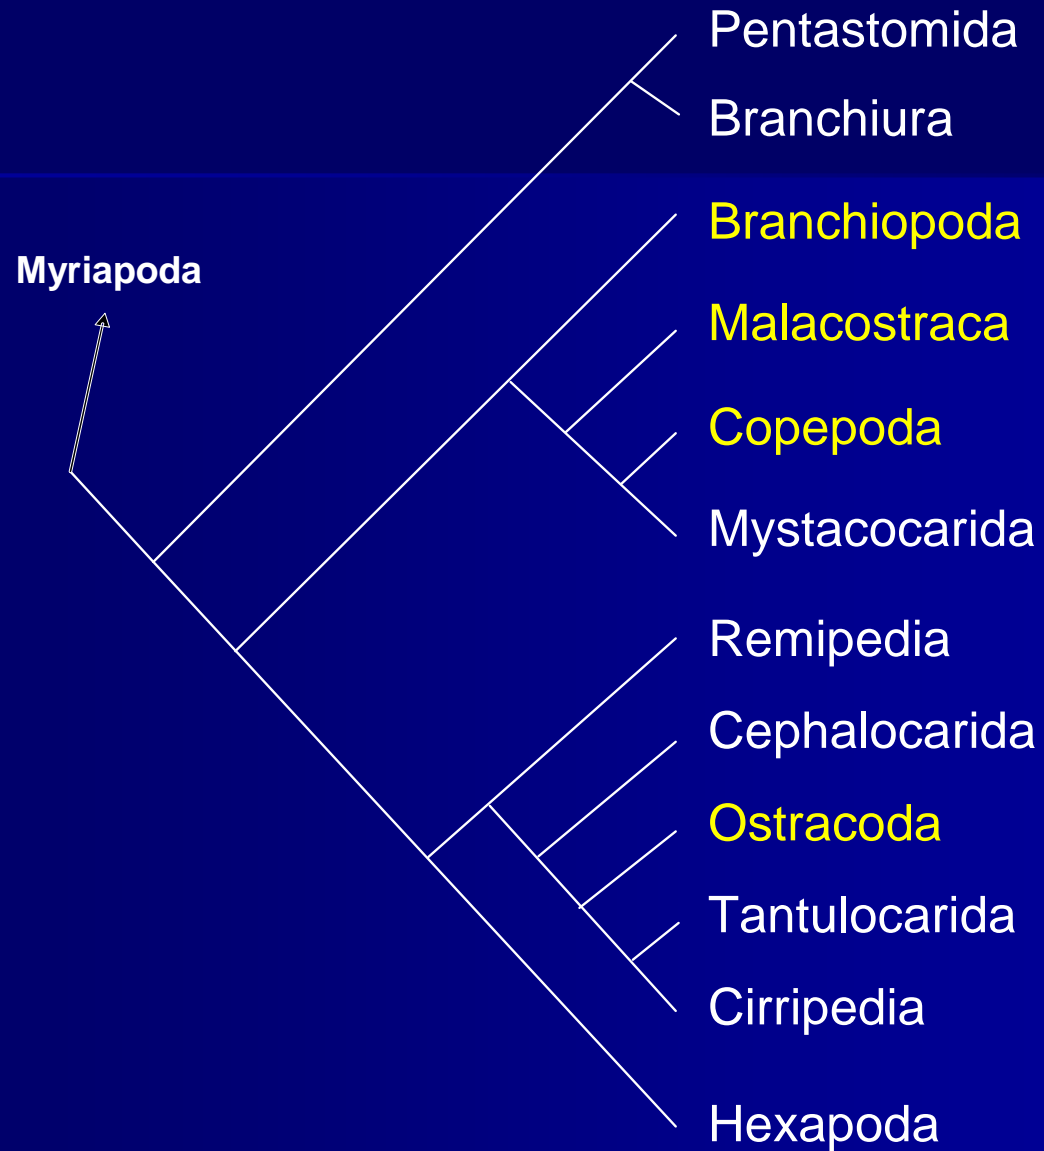 Pentastomida
Branchiura
Branchiopoda
Myriapoda
Malacostraca
Copepoda
Mystacocarida
Remipedia
Cephalocarida
Ostracoda
Tantulocarida
Cirripedia
Hexapoda